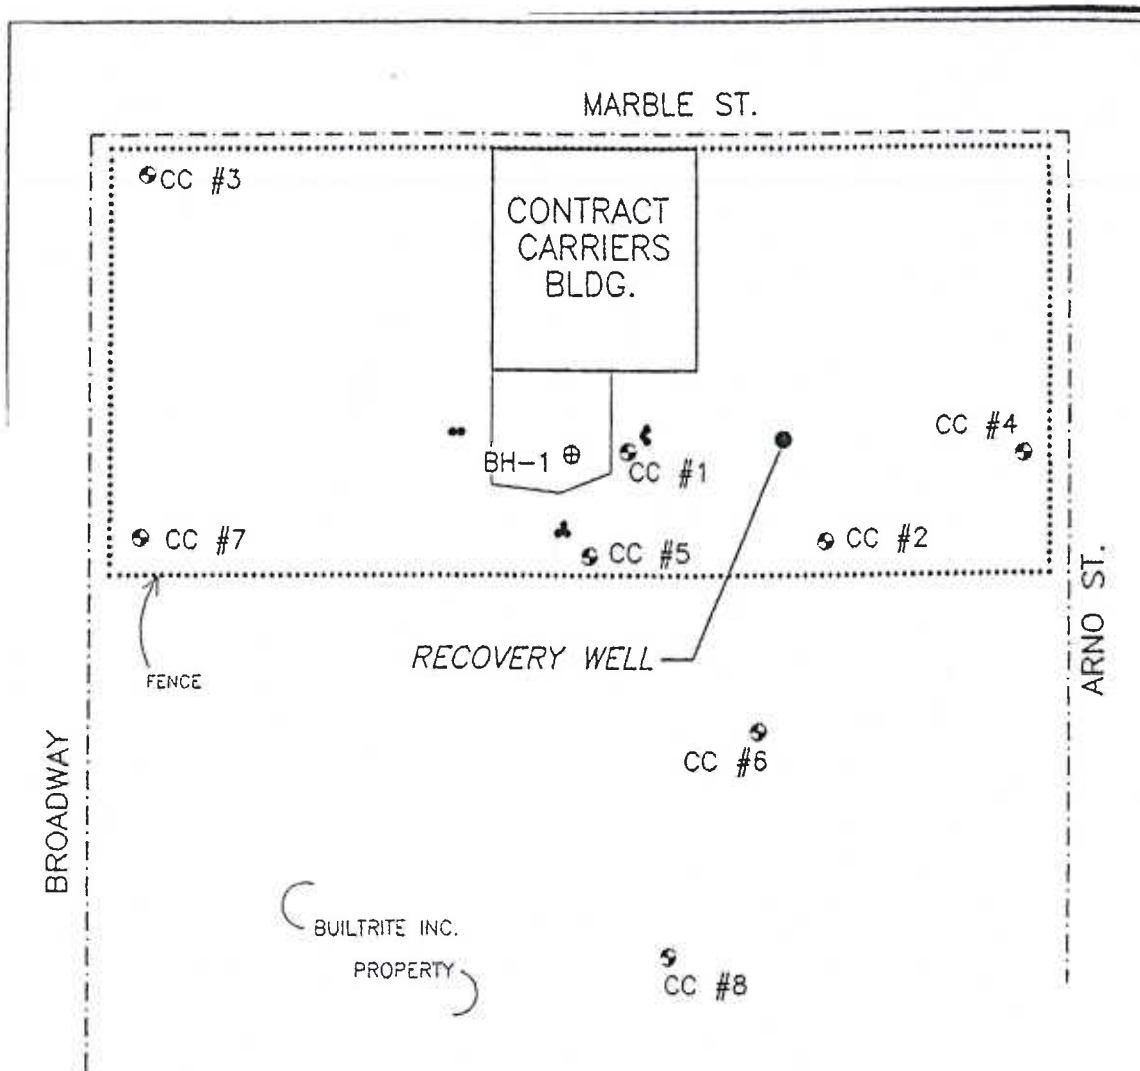 MARBLE ST.
CC #3
CONTRACT
CARRIERS
BLDG.
CC #4
BH-1
CC #1
CC #7
CC #5
CC #2
ARNO ST.
RECOVERY WELL
FENCE
CC #6
BROADWAY
BUILTRITE INC.
PROPERTY
CC #8